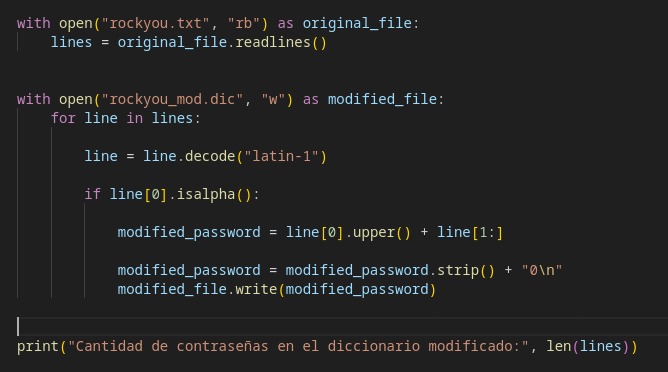 with open("rockyou.txt", "rb") as original_file:
    lines = original_file.readlines()
with open("rockyou_mod.dic", "w") as modified_file:
    for line in lines:
        line = line.decode("latin-1")
        if line[0].isalpha():
            modified_password = line[0].upper() + line[1:]
            modified_password = modified_password.strip() + "0\n"
            modified_file.write(modified_password)
print("Cantidad de contraseñas en el diccionario modificado:", len(lines))